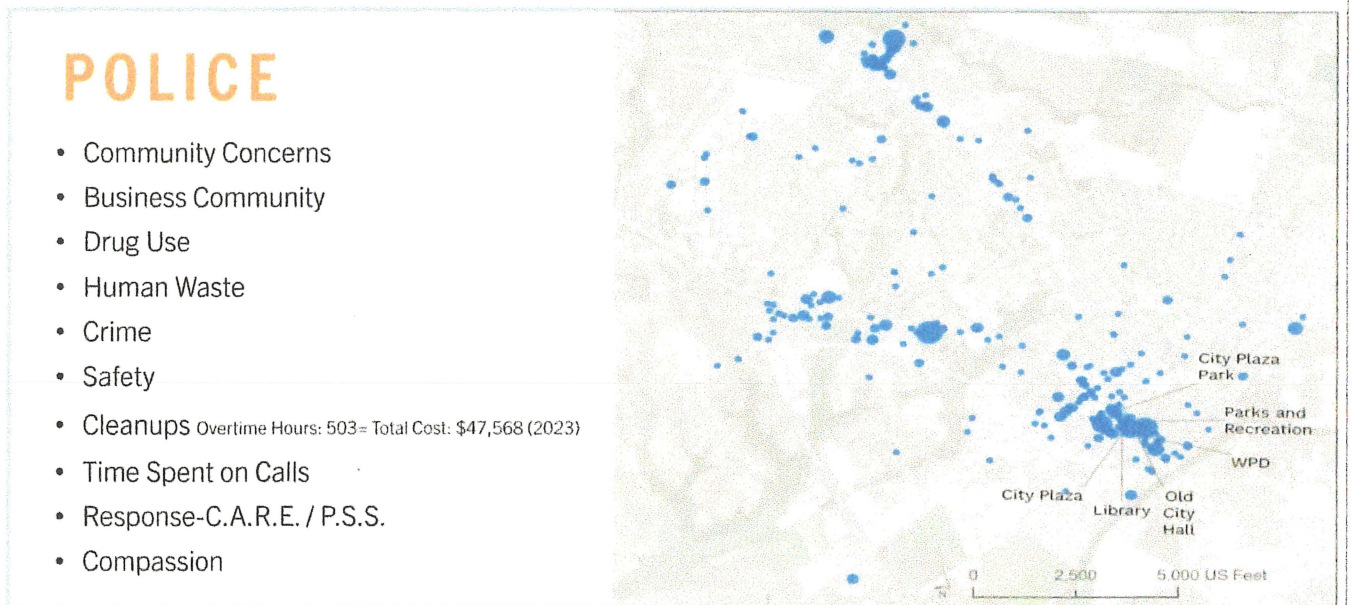 POLICE
• Community Concerns
• Business Community
• Drug Use
• Human Waste
• Crime
• Safety
• Cleanups Overtime Hours: 503= Total Cost: $47,568 (2023)
• Time Spent on Calls
• Response-C.A.R.E. / P.S.S.
• Compassion
City Plaza
Park
Parks and
Recreation
WPD
City Plaza
Library
Old
City
Hall
N
0 2,500 5,000 US Feet